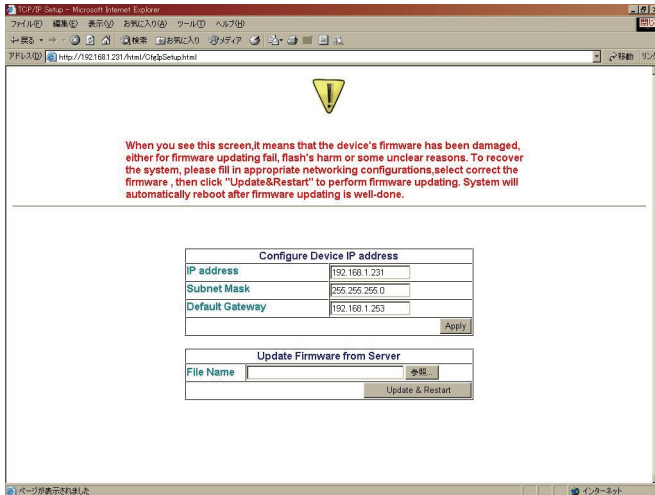 TCP/IP Setup - Microsoft Internet Explorer
ファイル(F) 編集(E) 表示(V) お気に入り(A) ツール(T) ヘルプ(H)
戻る 検索 お気に入り メディア
アドレス(D) http://192.168.1.231/html/CfgIpSetup.html 移動 リンク
When you see this screen,it means that the device's firmware has been damaged,
either for firmware updating fail, flash's harm or some unclear reasons. To recover
the system, please fill in appropriate networking configurations,select correct the
firmware , then click "Update&Restart" to perform firmware updating. System will
automatically reboot after firmware updating is well-done.
Configure Device IP address
IP address 192.168.1.231
Subnet Mask 255.255.255.0
Default Gateway 192.168.1.253
Apply
Update Firmware from Server
File Name 参照...
Update & Restart
ページが表示されました インターネット